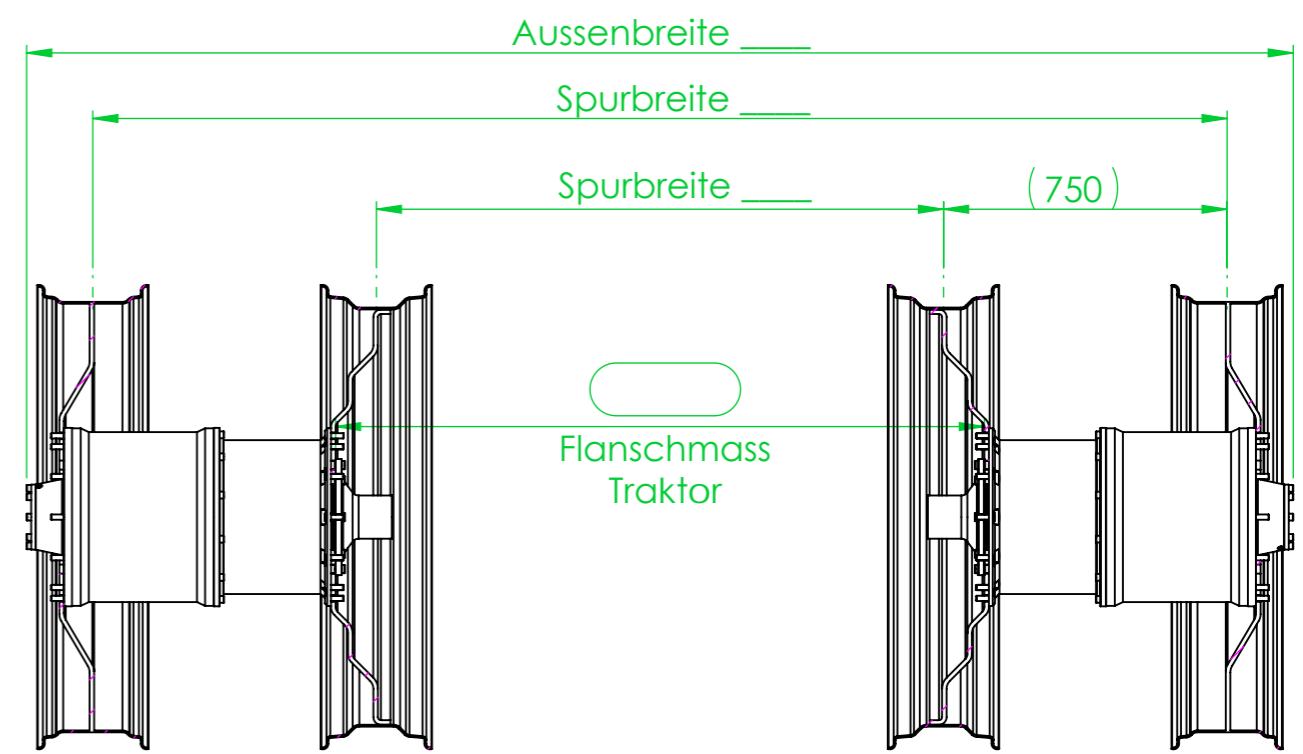 Aussenbreite ____
Spurbreite ____
Spurbreite ____
(750)
Flanschmass
Traktor